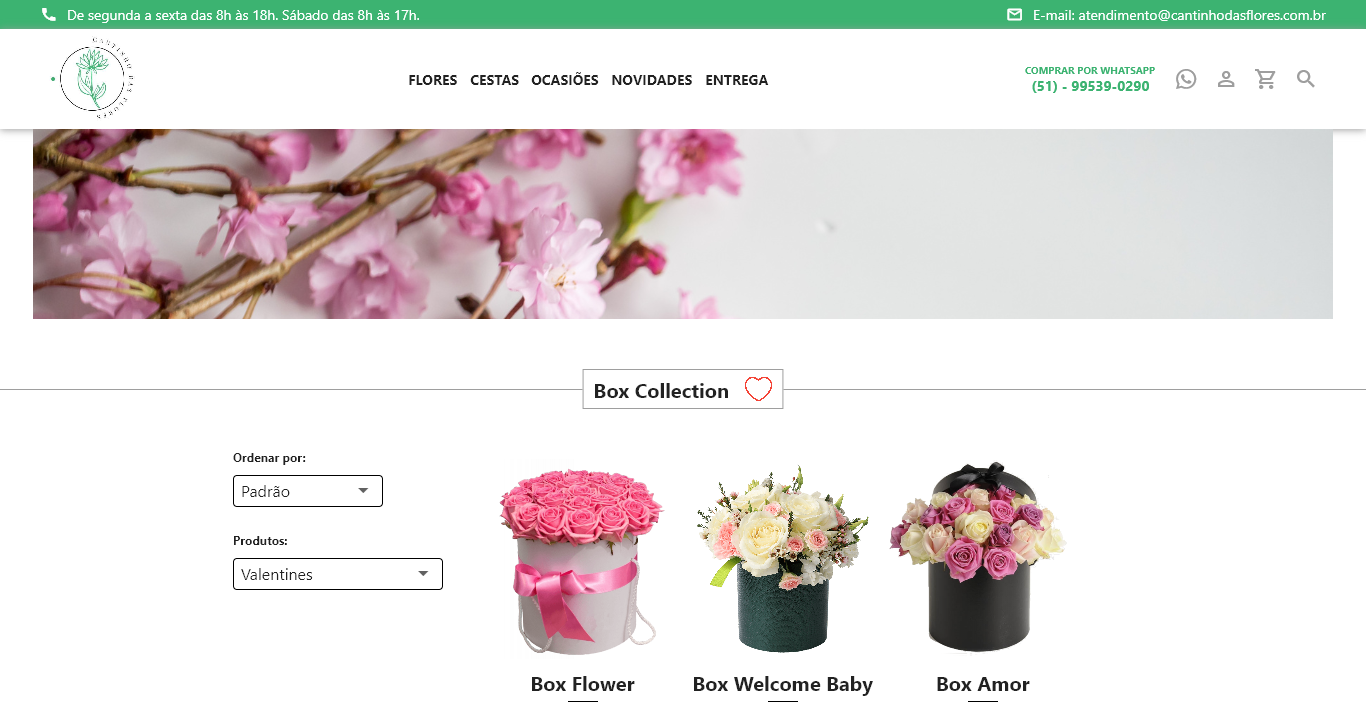 De segunda a sexta das 8h às 18h. Sábado das 8h às 17h.
E-mail: atendimento@cantinhodasflores.com.br
CANTINHO DAS FLORES
FLORES CESTAS OCASIÕES NOVIDADES ENTREGA
COMPRAR POR WHATSAPP
(51) - 99539-0290
Box Collection
Ordenar por:
Padrão
Produtos:
Valentines
Box Flower
Box Welcome Baby
Box Amor